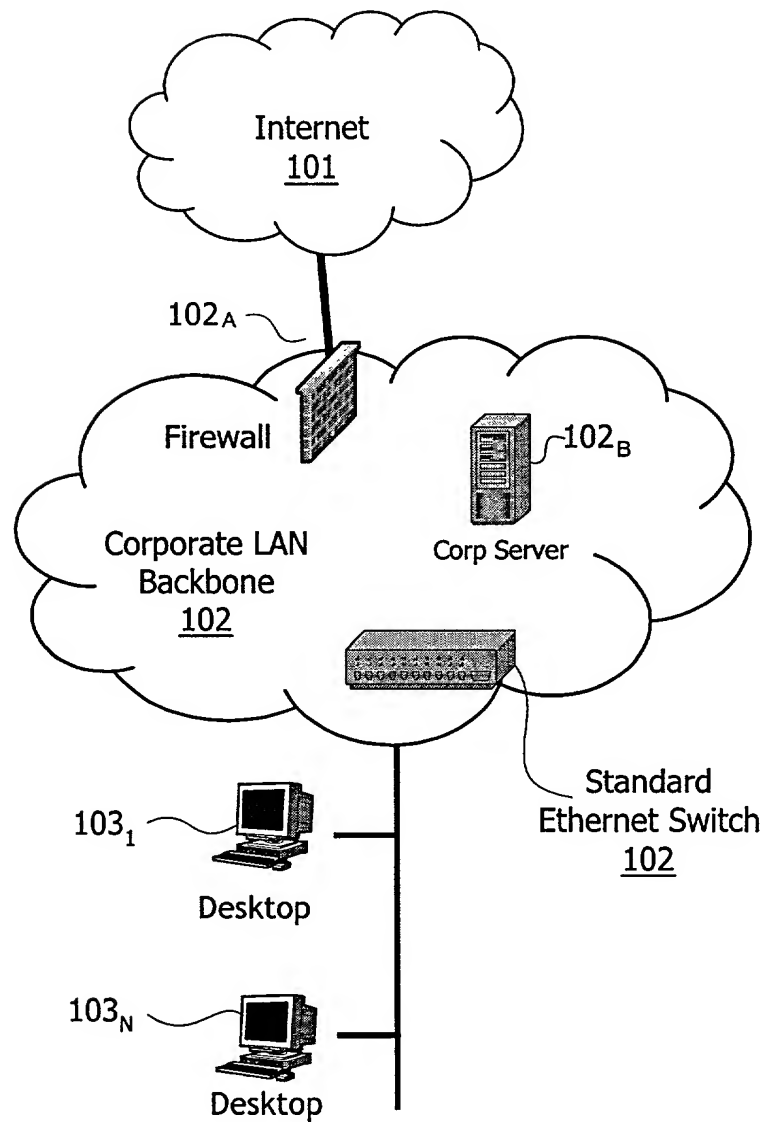 Internet
101
102A
Firewall
102B
Corp Server
Corporate LAN
Backbone
102
Standard
Ethernet Switch
102
1031
Desktop
103N
Desktop